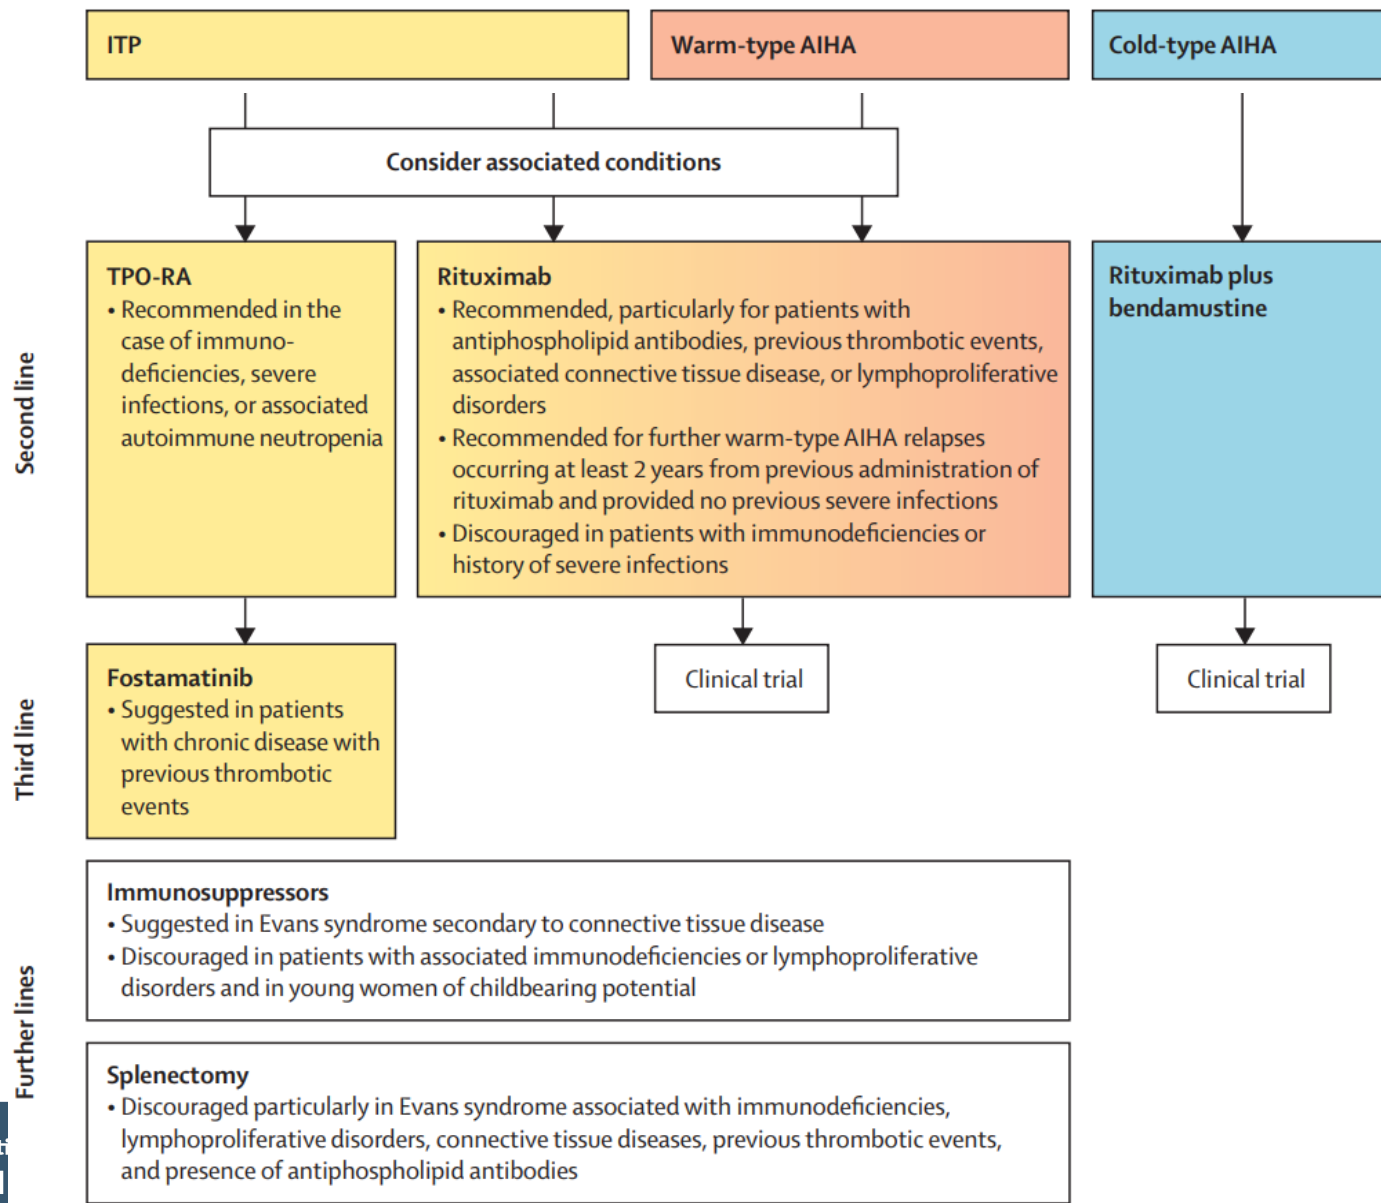 ITP
Warm-type AIHA
Cold-type AIHA
Consider associated conditions
Second line
TPO-RA
• Recommended in the
case of immuno-
deficiencies, severe
infections, or associated
autoimmune neutropenia
Rituximab
• Recommended, particularly for patients with
antiphospholipid antibodies, previous thrombotic events,
associated connective tissue disease, or lymphoproliferative
disorders
• Recommended for further warm-type AIHA relapses
occurring at least 2 years from previous administration of
rituximab and provided no previous severe infections
• Discouraged in patients with immunodeficiencies or
history of severe infections
Rituximab plus
bendamustine
Third line
Fostamatinib
• Suggested in patients
with chronic disease with
previous thrombotic
events
Clinical trial
Clinical trial
Further lines
Immunosuppressors
• Suggested in Evans syndrome secondary to connective tissue disease
• Discouraged in patients with associated immunodeficiencies or lymphoproliferative
disorders and in young women of childbearing potential
Splenectomy
• Discouraged particularly in Evans syndrome associated with immunodeficiencies,
lymphoproliferative disorders, connective tissue diseases, previous thrombotic events,
and presence of antiphospholipid antibodies